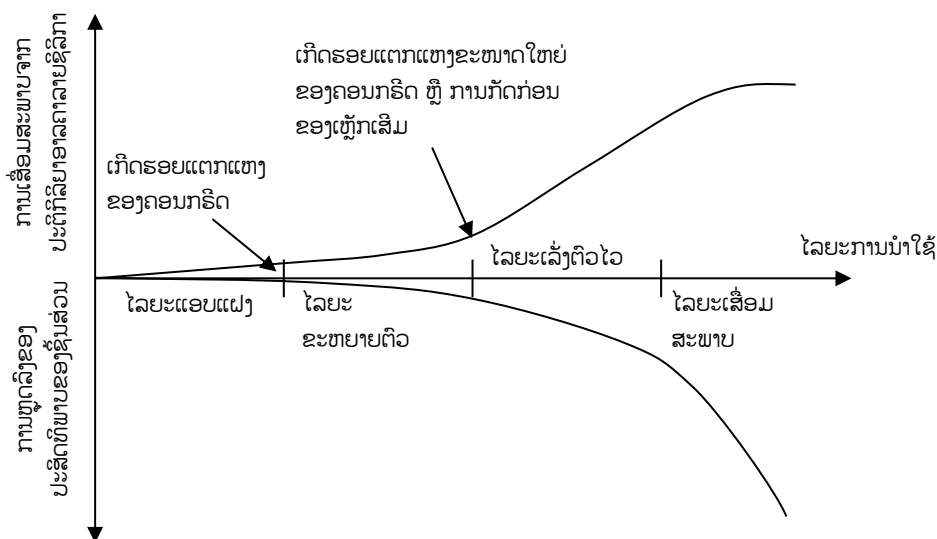 ການເສື່ອມສະພາບຈາກ
ປະຕິກິລິຍາອາລຄາລາຍຊິລິກາ
ເກີດຮອຍແຕກແຫງຂະໜາດໃຫຍ່
ຂອງຄອນກຣີດ ຫຼື ການກັດກ່ອນ
ຂອງເຫຼັກເສີມ
ເກີດຮອຍແຕກແຫງ
ຂອງຄອນກຣີດ
ໄລຍະການນຳໃຊ້
ໄລຍະເລັ່ງຕົວໄວ
ໄລຍະແອບແຝງ
ໄລຍະ
ຂະຫຍາຍຕົວ
ໄລຍະເສື່ອມ
ສະພາບ
ການຫຼຸດລົງຂອງ
ປະສິດທິພາບຂອງຊິ້ນສ່ວນ